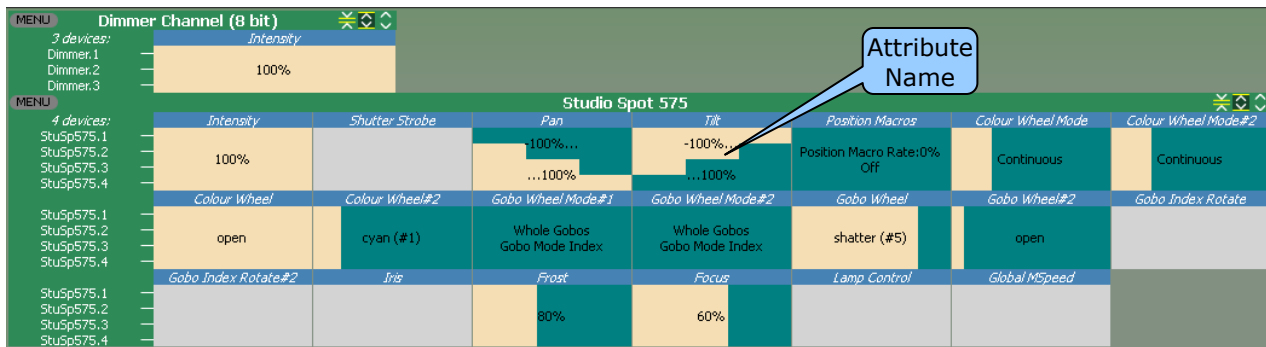 MENU Dimmer Channel (8 bit)
3 devices: Intensity
Dimmer.1
Dimmer.2 100%
Dimmer.3
Attribute
Name
MENU Studio Spot 575
4 devices: Intensity Shutter Strobe Pan Tilt Position Macros Colour Wheel Mode Colour Wheel Mode#2
StuSp575.1
StuSp575.2
StuSp575.3
StuSp575.4
100%
-100%...
...100%
-100%...
...100%
Position Macro Rate:0%
Off
Continuous
Continuous
Colour Wheel Colour Wheel#2 Gobo Wheel Mode#1 Gobo Wheel Mode#2 Gobo Wheel Gobo Wheel#2 Gobo Index Rotate
StuSp575.1
StuSp575.2
StuSp575.3
StuSp575.4
open
cyan (#1)
Whole Gobos
Gobo Mode Index
Whole Gobos
Gobo Mode Index
shatter (#5)
open
Gobo Index Rotate#2 Iris Frost Focus Lamp Control Global MSpeed
StuSp575.1
StuSp575.2
StuSp575.3
StuSp575.4
80%
60%